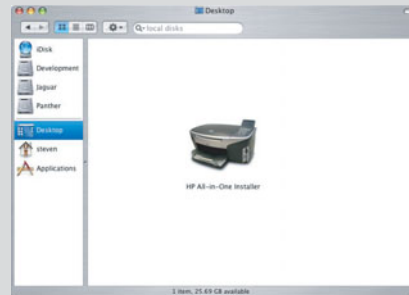 Desktop
local disks
iDisk
Development
Jaguar
Panther
Desktop
steven
Applications
HP All-in-One Installer
1 item, 25.69 GB available